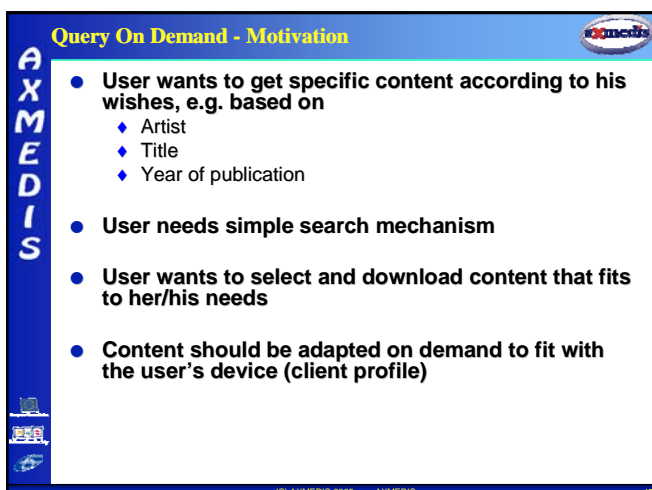 Query On Demand - Motivation
axmedis
AXMEDIS
● User wants to get specific content according to his
wishes, e.g. based on
♦ Artist
♦ Title
♦ Year of publication
● User needs simple search mechanism
● User wants to select and download content that fits
to her/his needs
● Content should be adapted on demand to fit with
the user's device (client profile)